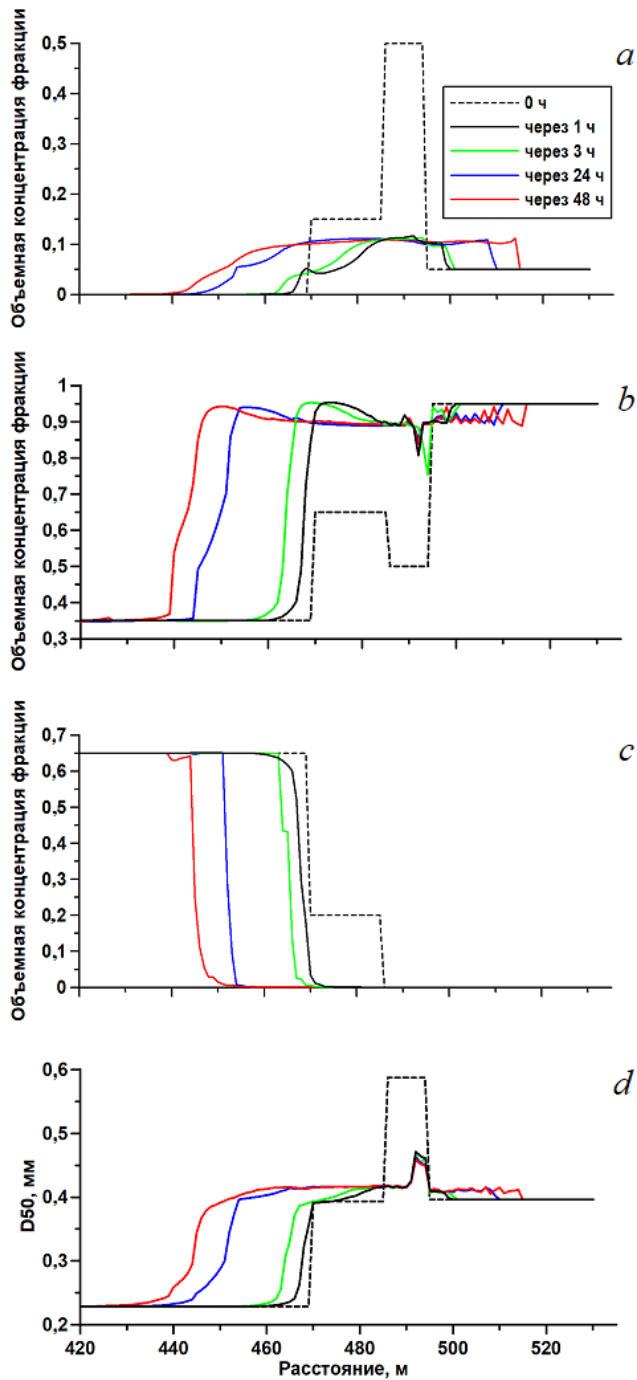 a
0,5
0,5
0,3
0,2
0,1
0
Объемная концентрация фракции
0 ч
через 1 ч
через 3 ч
через 24 ч
через 48 ч
b
1
0,9
0,8
0,7
0,6
0,5
0,4
0,3
Объемная концентрация фракции
c
0,7
0,6
0,5
0,4
0,3
0,2
0,1
0
Объемная концентрация фракции
d
0,6
0,5
0,4
0,3
0,2
D50, мм
420 440 460 480 500 520
Расстояние, м